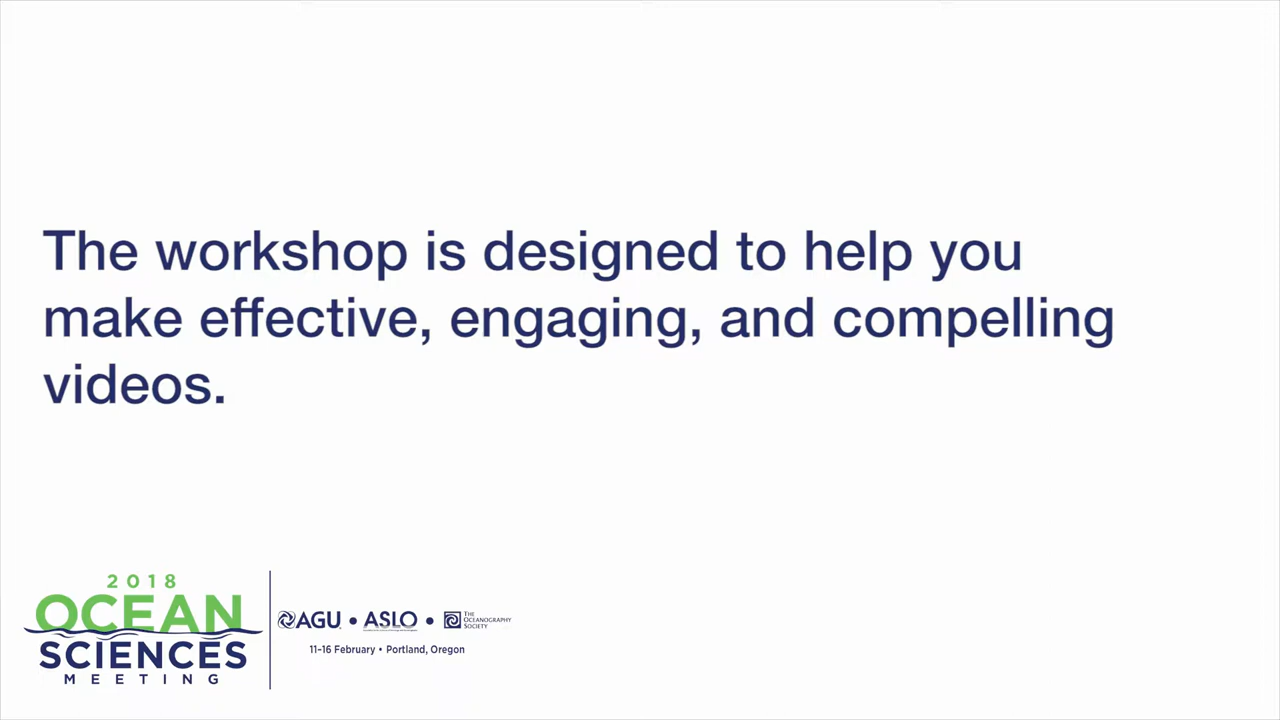 The workshop is designed to help you
make effective, engaging, and compelling
videos.
2018
OCEAN
SCIENCES
MEETING
AGU • ASLO • THE OCEANOGRAPHY SOCIETY
11-16 February • Portland, Oregon